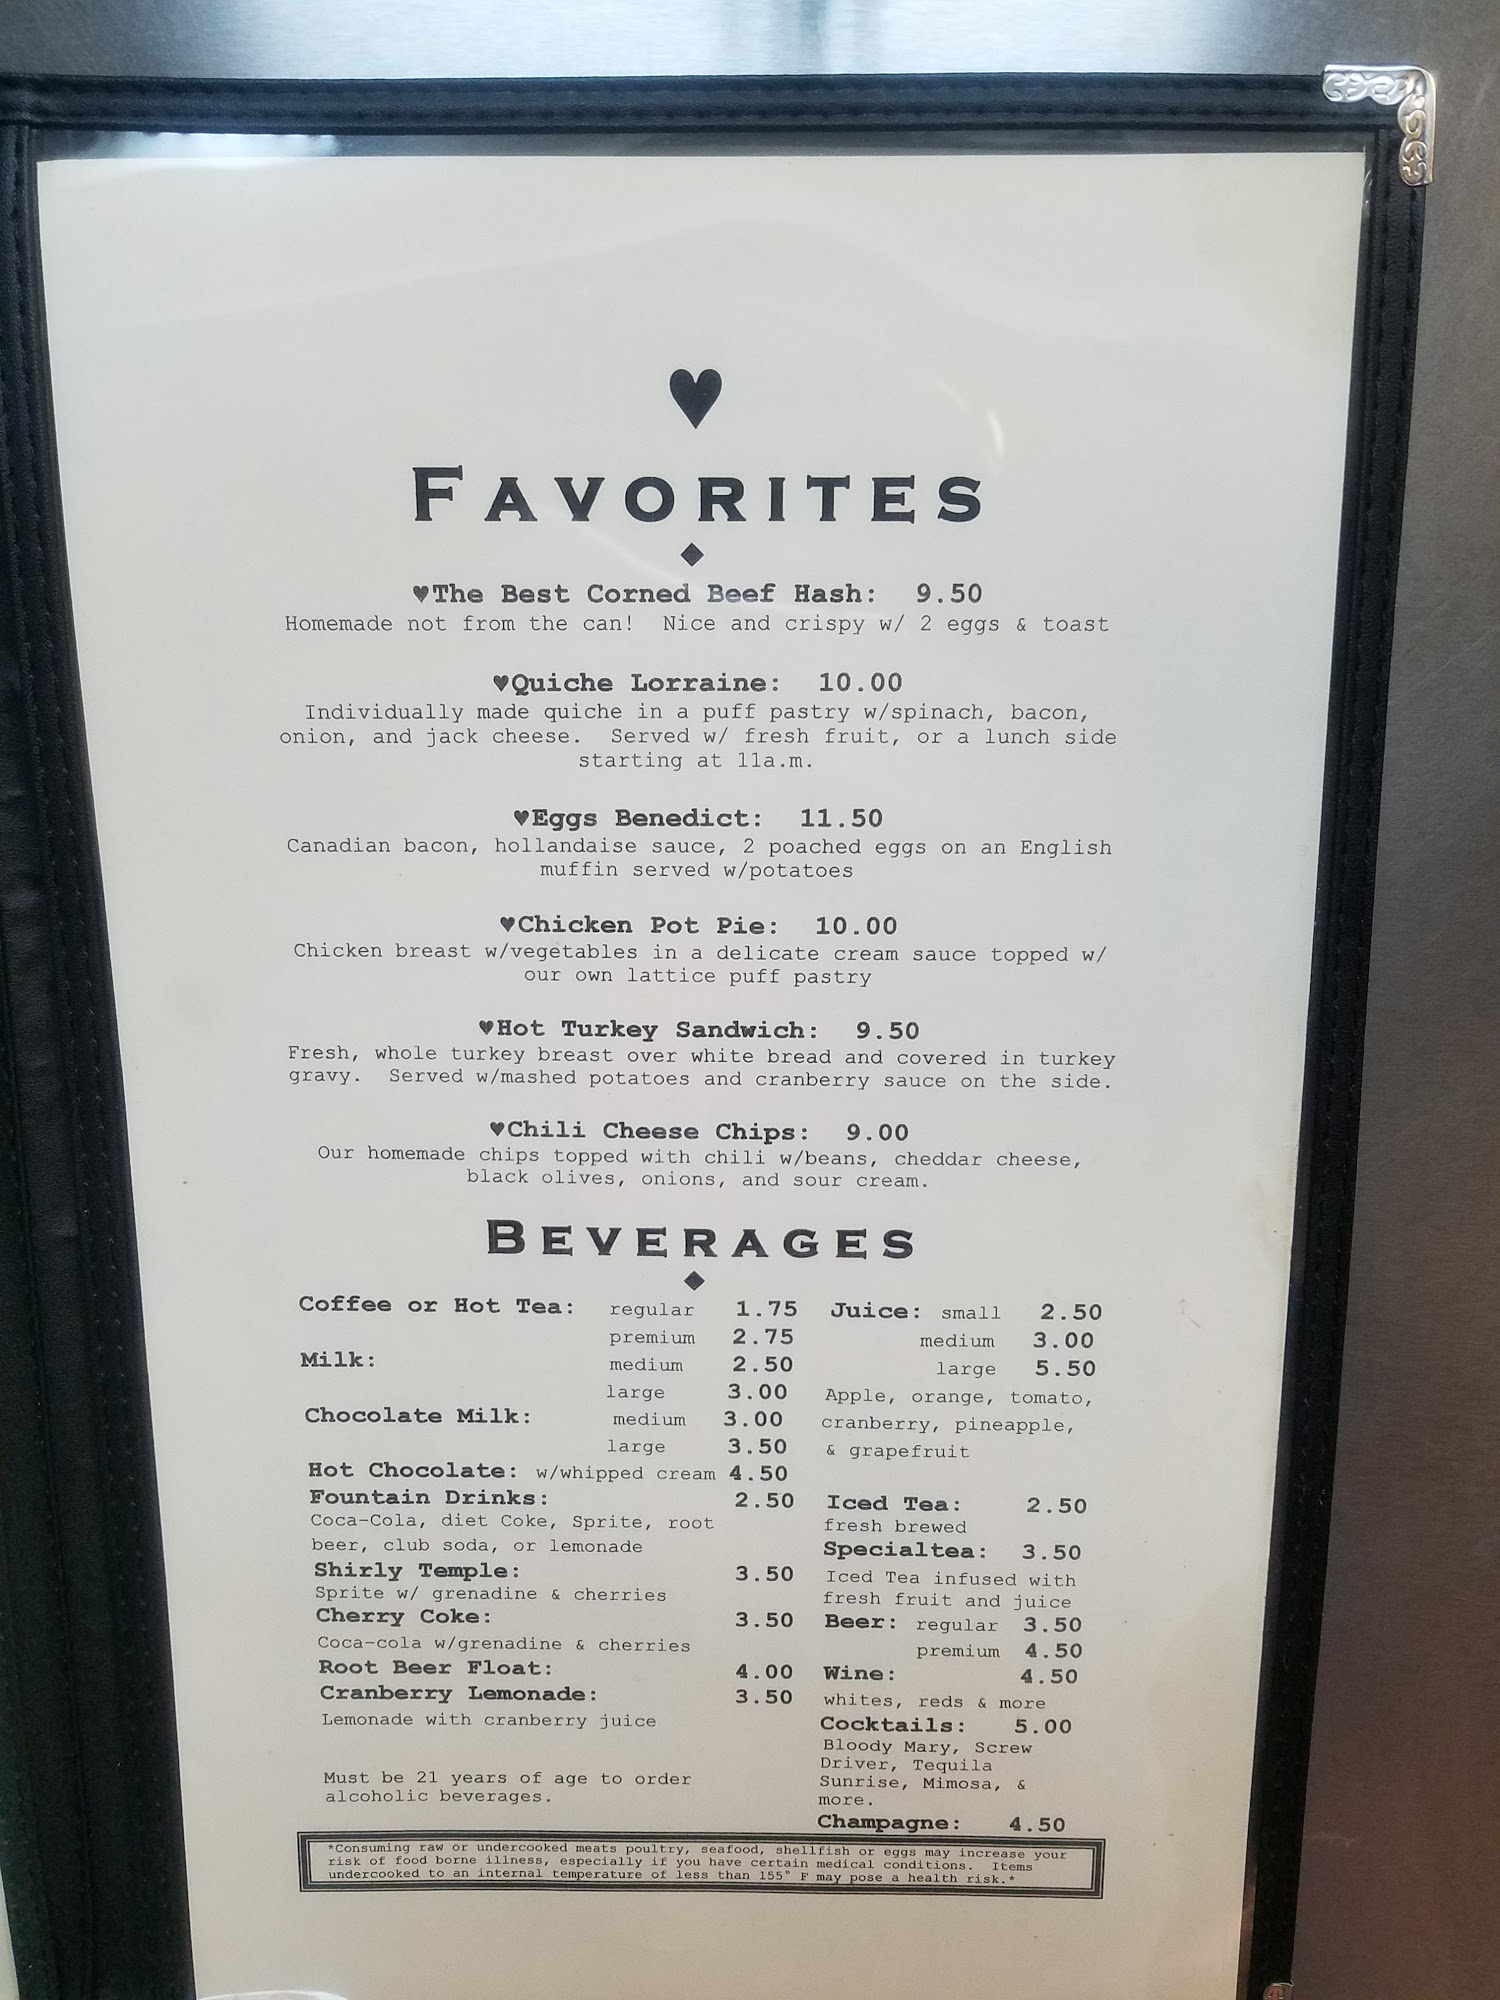 ♥
FAVORITES
♥The Best Corned Beef Hash: 9.50
Homemade not from the can! Nice and crispy w/ 2 eggs & toast
♥Quiche Lorraine: 10.00
Individually made quiche in a puff pastry w/spinach, bacon,
onion, and jack cheese. Served w/ fresh fruit, or a lunch side
starting at 11a.m.
♥Eggs Benedict: 11.50
Canadian bacon, hollandaise sauce, 2 poached eggs on an English
muffin served w/potatoes
♥Chicken Pot Pie: 10.00
Chicken breast w/vegetables in a delicate cream sauce topped w/
our own lattice puff pastry
♥Hot Turkey Sandwich: 9.50
Fresh, whole turkey breast over white bread and covered in turkey
gravy. Served w/mashed potatoes and cranberry sauce on the side.
♥Chili Cheese Chips: 9.00
Our homemade chips topped with chili w/beans, cheddar cheese,
black olives, onions, and sour cream.
BEVERAGES
Coffee or Hot Tea: regular 1.75
premium 2.75
Milk: medium 2.50
large 3.00
Chocolate Milk: medium 3.00
large 3.50
Hot Chocolate: w/whipped cream 4.50
Fountain Drinks: 2.50
Coca-Cola, diet Coke, Sprite, root
beer, club soda, or lemonade
Shirly Temple: 3.50
Sprite w/ grenadine & cherries
Cherry Coke: 3.50
Coca-cola w/grenadine & cherries
Root Beer Float: 4.00
Cranberry Lemonade: 3.50
Lemonade with cranberry juice
Must be 21 years of age to order
alcoholic beverages.
Juice: small 2.50
medium 3.00
large 5.50
Apple, orange, tomato,
cranberry, pineapple,
& grapefruit
Iced Tea: 2.50
fresh brewed
Specialtea: 3.50
Iced Tea infused with
fresh fruit and juice
Beer: regular 3.50
premium 4.50
Wine: 4.50
whites, reds & more
Cocktails: 5.00
Bloody Mary, Screw
Driver, Tequila
Sunrise, Mimosa, &
more.
Champagne: 4.50
*Consuming raw or undercooked meats poultry, seafood, shellfish or eggs may increase your
risk of food borne illness, especially if you have certain medical conditions. Items
undercooked to an internal temperature of less than 155° F may pose a health risk.*